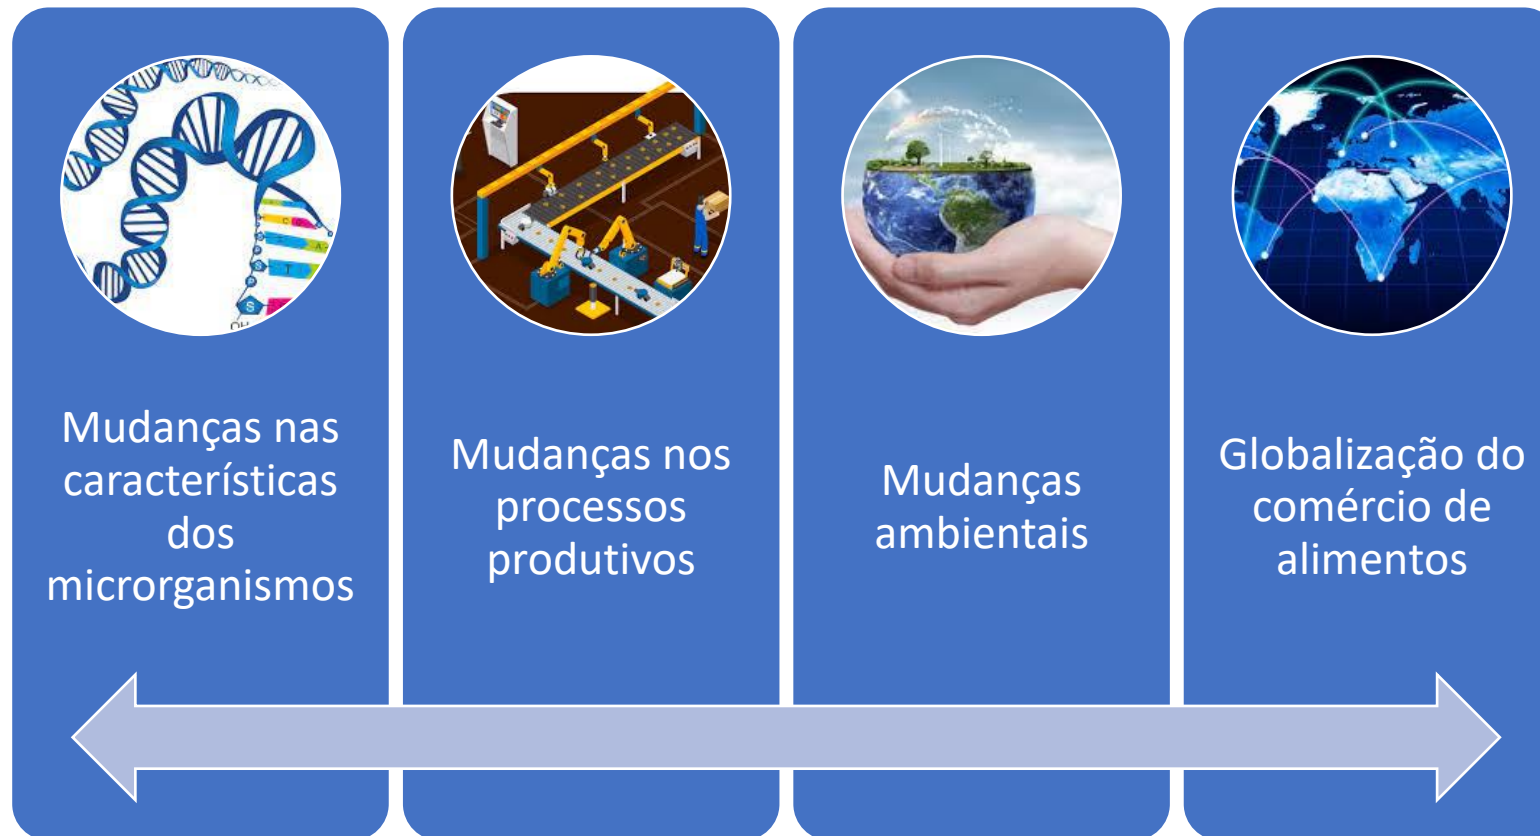 Mudanças nas
características
dos
microrganismos
Mudanças nos
processos
produtivos
Mudanças
ambientais
Globalização do
comércio de
alimentos